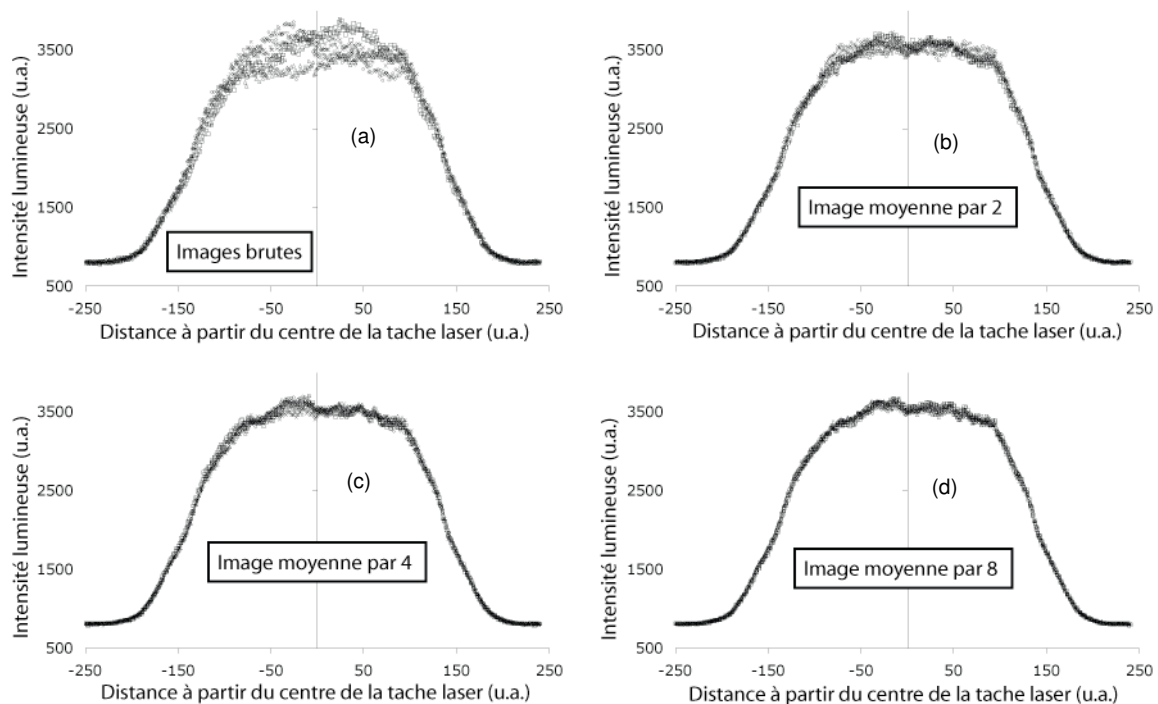 3500
2500
1500
500
Intensité lumineuse (u.a.)
(a)
Images brutes
-250 -150 -50 50 150 250
Distance à partir du centre de la tache laser (u.a.)
3500
2500
1500
500
Intensité lumineuse (u.a.)
(b)
Image moyenne par 2
-250 -150 -50 50 150 250
Distance à partir du centre de la tache laser (u.a.)
3500
2500
1500
500
Intensité lumineuse (u.a.)
(c)
Image moyenne par 4
-250 -150 -50 50 150 250
Distance à partir du centre de la tache laser (u.a.)
3500
2500
1500
500
Intensité lumineuse (u.a.)
(d)
Image moyenne par 8
-250 -150 -50 50 150 250
Distance à partir du centre de la tache laser (u.a.)